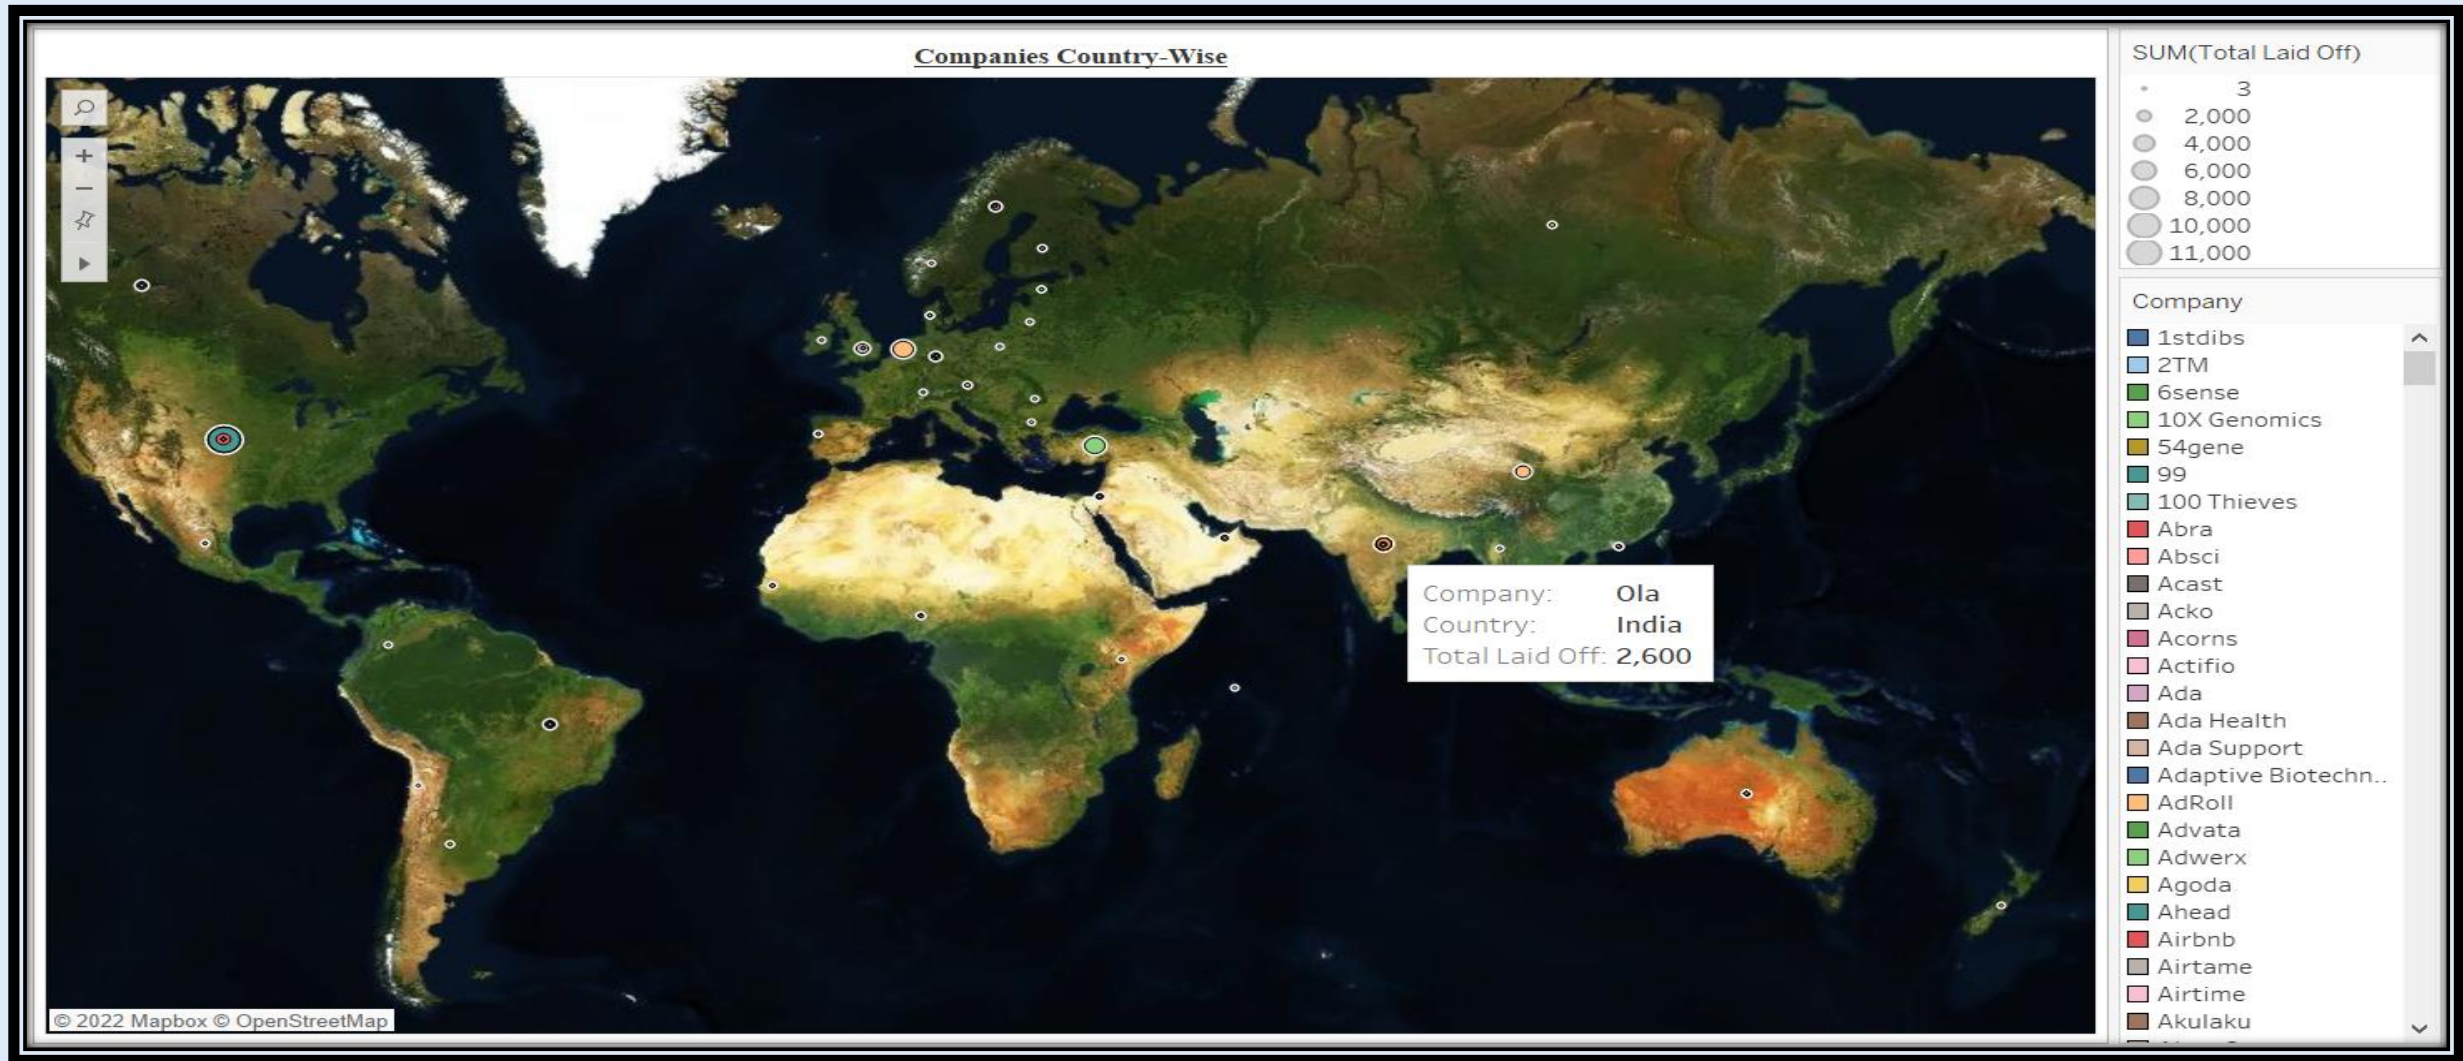 Companies Country-Wise
SUM(Total Laid Off)
3
2,000
4,000
6,000
8,000
10,000
11,000
Company
1stdibs
2TM
6sense
10X Genomics
54gene
99
100 Thieves
Abra
Absci
Acast
Acko
Acorns
Actifio
Ada
Ada Health
Ada Support
Adaptive Biotechn..
AdRoll
Advata
Adwerx
Agoda
Ahead
Airbnb
Airtame
Airtime
Akulaku
Company: Ola
Country: India
Total Laid Off: 2,600
© 2022 Mapbox © OpenStreetMap